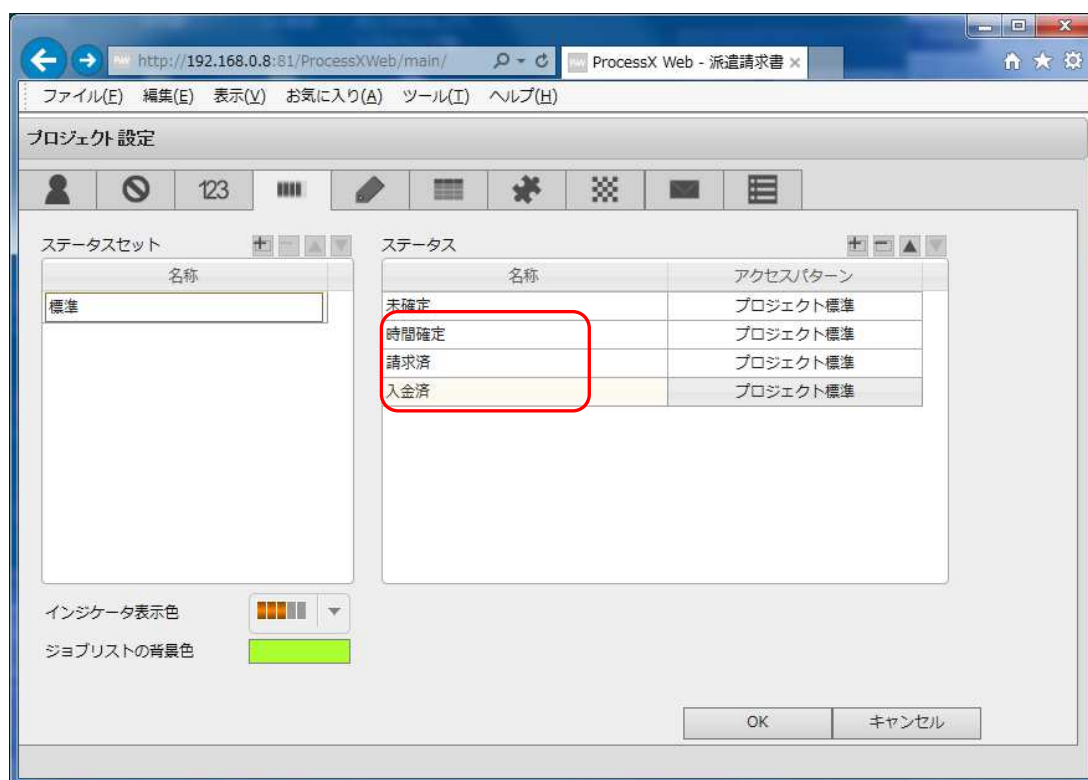 http://192.168.0.8:81/ProcessXWeb/main/
ProcessX Web - 派遣請求書
ファイル(F) 編集(E) 表示(V) お気に入り(A) ツール(T) ヘルプ(H)
プロジェクト設定
123
ステータスセット
ステータス
名称
名称 アクセスパターン
標準
未確定 プロジェクト標準
時間確定 プロジェクト標準
請求済 プロジェクト標準
入金済 プロジェクト標準
インジケータ表示色
ジョブリストの背景色
OK キャンセル